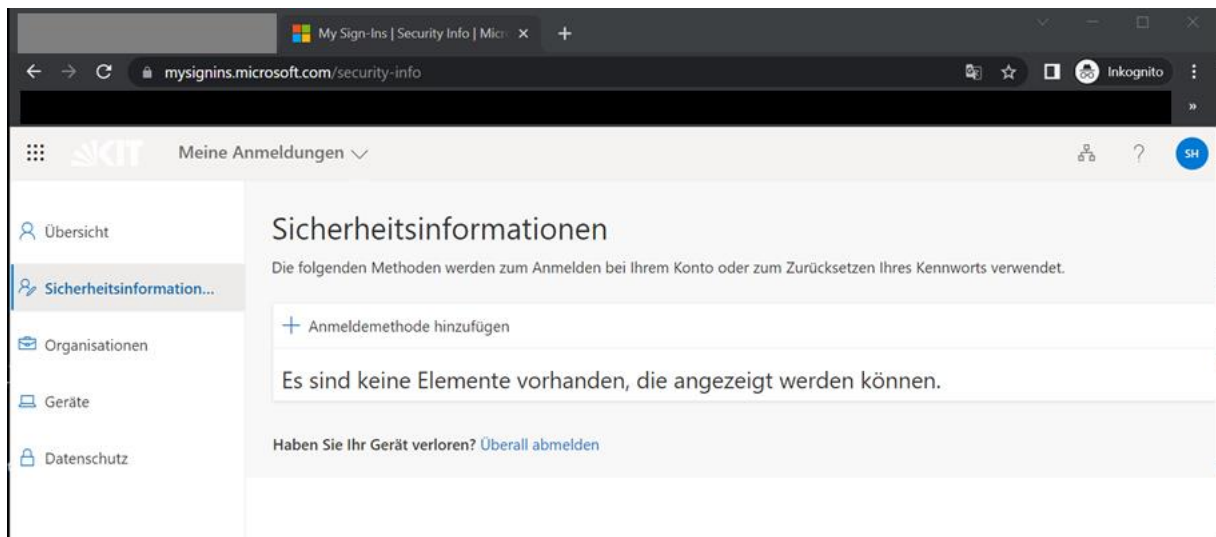 My Sign-Ins | Security Info | Micr
mysignins.microsoft.com/security-info
Inkognito
KIT
Meine Anmeldungen
?
SH
Übersicht
Sicherheitsinformation...
Organisationen
Geräte
Datenschutz
Sicherheitsinformationen
Die folgenden Methoden werden zum Anmelden bei Ihrem Konto oder zum Zurücksetzen Ihres Kennworts verwendet.
+ Anmeldemethode hinzufügen
Es sind keine Elemente vorhanden, die angezeigt werden können.
Haben Sie Ihr Gerät verloren? Überall abmelden